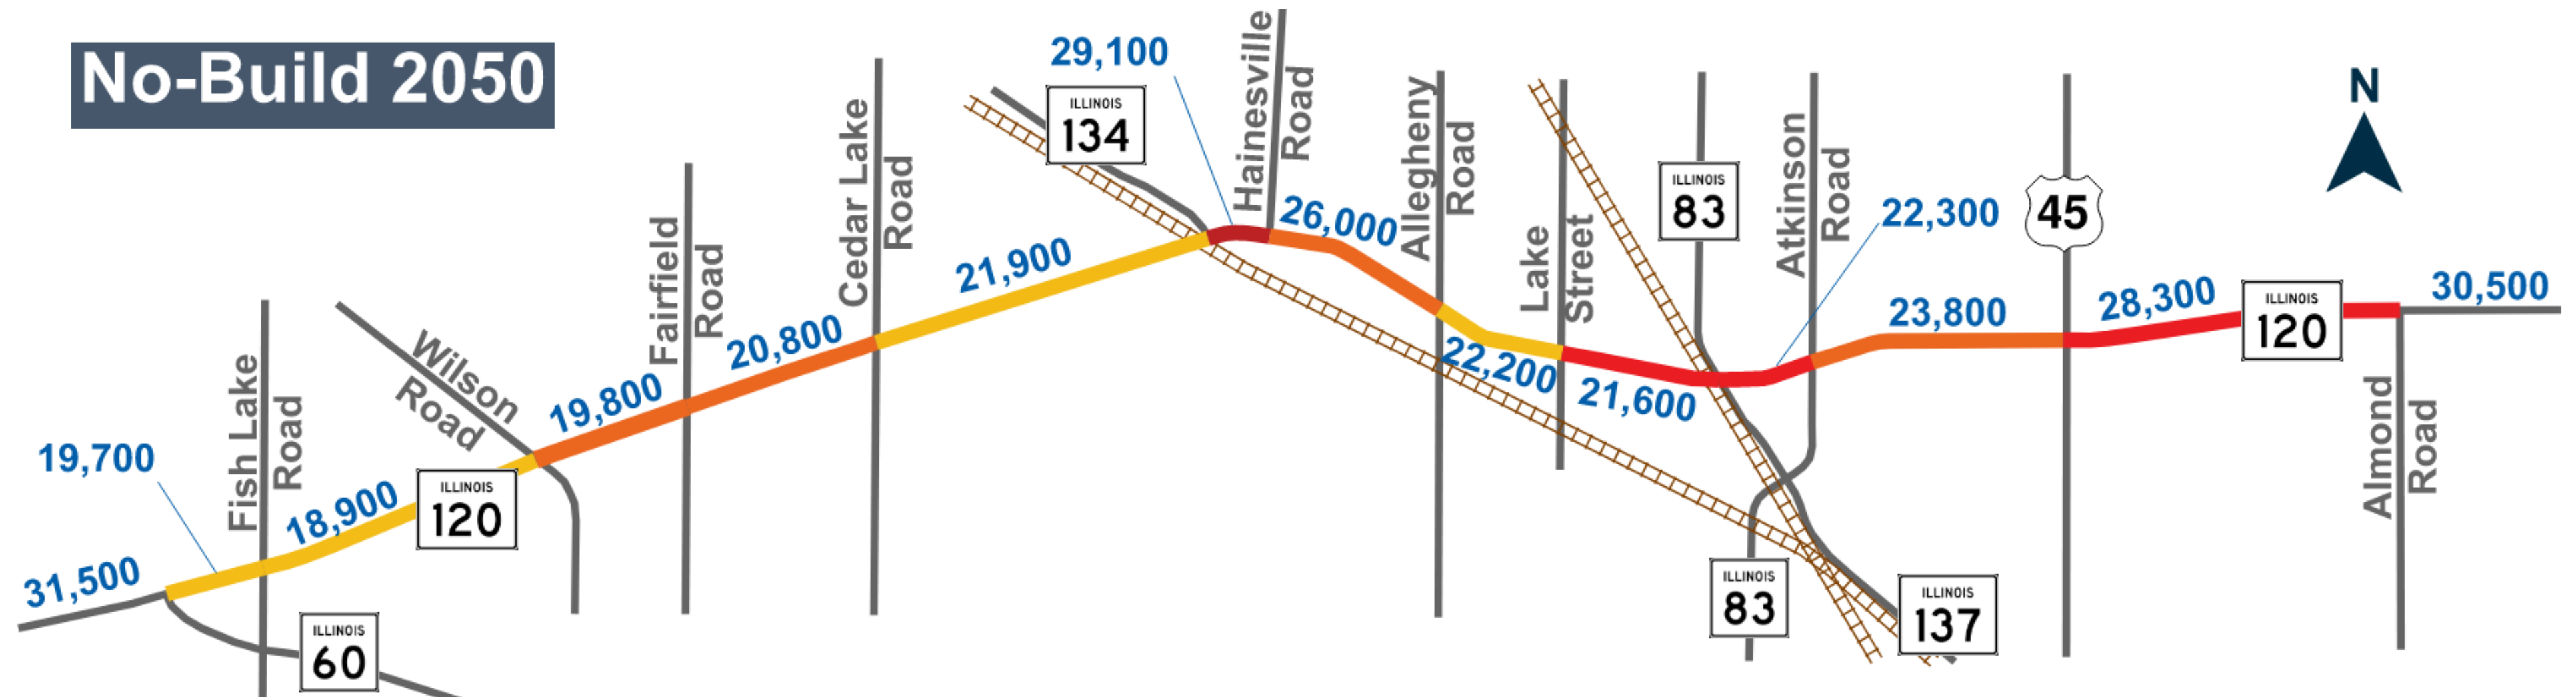 No-Build 2050
29,100
ILLINOIS
134
Hainesville
Road
26,000
Cedar Lake
Road
21,900
Fairfield
Road
20,800
Wilson
Road
19,800
Fish Lake
Road
19,700
18,900
31,500
ILLINOIS
120
ILLINOIS
60
Allegheny
Road
22,200
Lake
Street
21,600
ILLINOIS
83
Atkinson
Road
22,300
23,800
45
28,300
ILLINOIS
120
30,500
N
Almond
Road
ILLINOIS
83
ILLINOIS
137